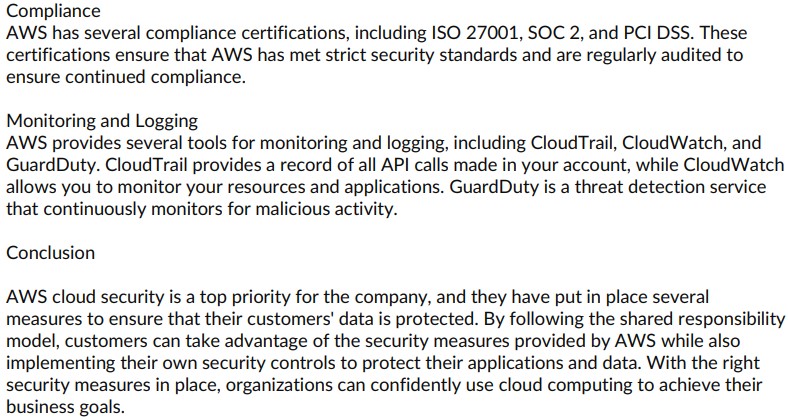 Compliance
AWS has several compliance certifications, including ISO 27001, SOC 2, and PCI DSS. These
certifications ensure that AWS has met strict security standards and are regularly audited to
ensure continued compliance.
Monitoring and Logging
AWS provides several tools for monitoring and logging, including CloudTrail, CloudWatch, and
GuardDuty. CloudTrail provides a record of all API calls made in your account, while CloudWatch
allows you to monitor your resources and applications. GuardDuty is a threat detection service
that continuously monitors for malicious activity.
Conclusion
AWS cloud security is a top priority for the company, and they have put in place several
measures to ensure that their customers' data is protected. By following the shared responsibility
model, customers can take advantage of the security measures provided by AWS while also
implementing their own security controls to protect their applications and data. With the right
security measures in place, organizations can confidently use cloud computing to achieve their
business goals.